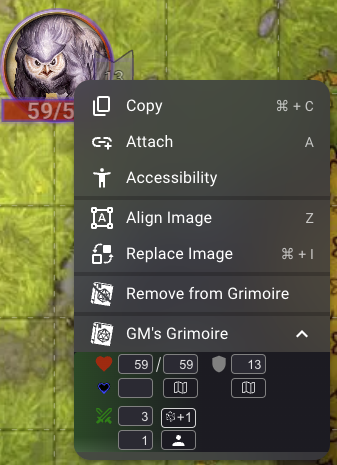 13
59/5
Copy ⌘ + C
Attach A
Accessibility
Align Image Z
Replace Image ⌘ + I
Remove from Grimoire
GM's Grimoire
59 / 59 13
3 +1
1